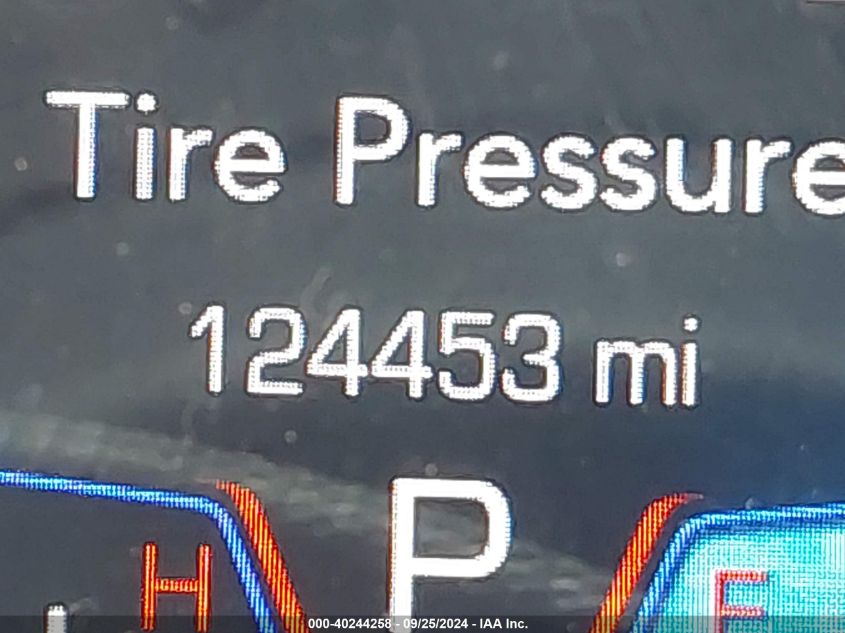 Tire Pressure
124453 mi
P
H
E
000-40244258 - 09/25/2024 - IAA Inc.